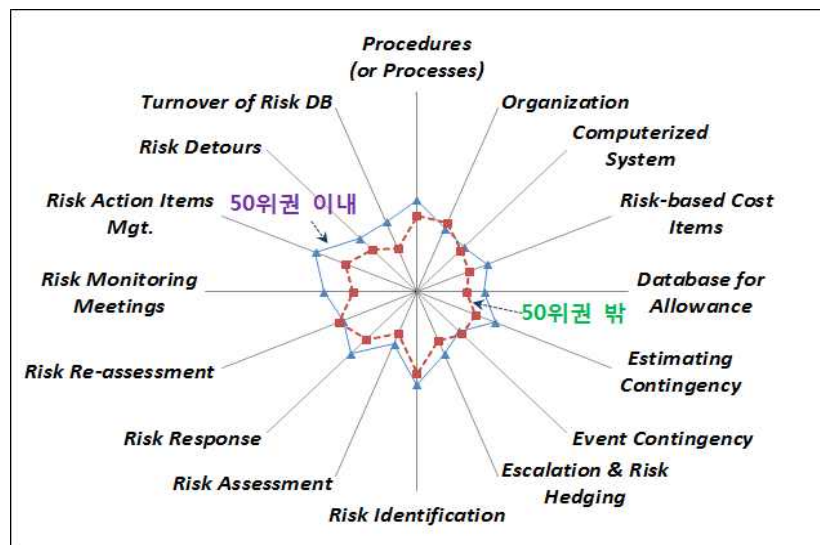 Procedures
(or Processes)
Organization
Computerized
System
Risk-based Cost
Items
Database for
Allowance
Estimating
Contingency
Event Contingency
Escalation & Risk
Hedging
Risk Identification
Risk Assessment
Risk Response
Risk Re-assessment
Risk Monitoring
Meetings
Risk Action Items
Mgt.
Risk Detours
Turnover of Risk DB
50위권 이내
50위권 밖